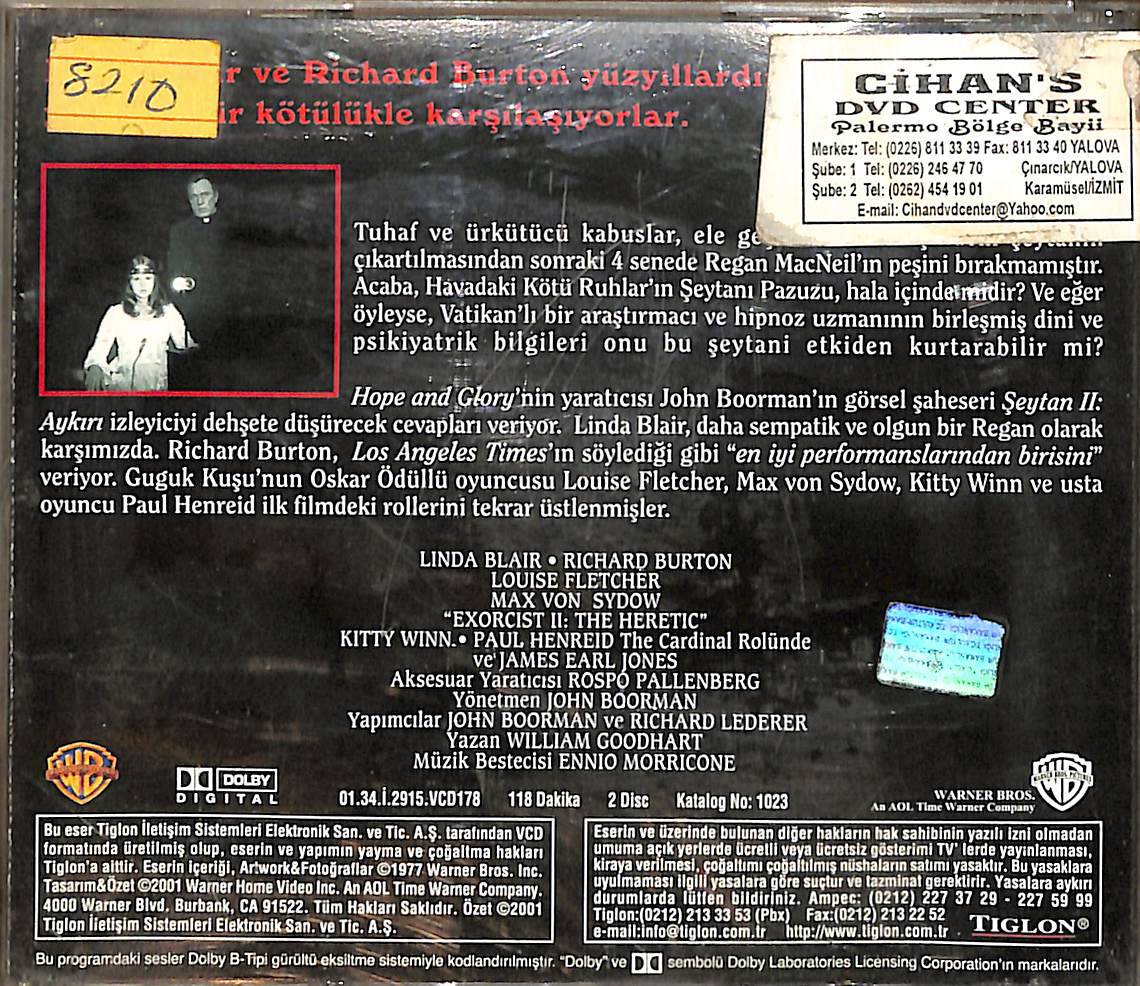 8210
r ve Richard Burton yüzyıllardı
ir kötülükle karşılaşıyorlar.
CİHAN'S
DVD CENTER
Palermo Bölge Bayii
Merkez: Tel: (0226) 811 33 39 Fax: 811 33 40 YALOVA
Şube: 1 Tel: (0226) 246 47 70 Çınarcık/YALOVA
Şube: 2 Tel: (0262) 454 19 01 Karamüsel/İZMİT
E-mail: Cihandvdcenter@Yahoo.com
Tuhaf ve ürkütücü kabuslar, ele ge
çıkartılmasından sonraki 4 senede Regan MacNeil'ın peşini bırakmamıştır.
Acaba, Havadaki Kötü Ruhlar'ın Şeytanı Pazuzu, hala içinde midir? Ve eğer
öyleyse, Vatikan'lı bir araştırmacı ve hipnoz uzmanının birleşmiş dini ve
psikiyatrik bilgileri onu bu şeytani etkiden kurtarabilir mi?
Hope and Glory'nin yaratıcısı John Boorman'ın görsel şaheseri Şeytan II:
Aykırı izleyiciyi dehşete düşürecek cevapları veriyor. Linda Blair, daha sempatik ve olgun bir Regan olarak
karşımızda. Richard Burton, Los Angeles Times'ın söylediği gibi "en iyi performanslarından birisini"
veriyor. Guguk Kuşu'nun Oskar Ödüllü oyuncusu Louise Fletcher, Max von Sydow, Kitty Winn ve usta
oyuncu Paul Henreid ilk filmdeki rollerini tekrar üstlenmişler.
LINDA BLAIR • RICHARD BURTON
LOUISE FLETCHER
MAX VON SYDOW
"EXORCIST II: THE HERETIC"
KITTY WINN • PAUL HENREID The Cardinal Rolünde
ve JAMES EARL JONES
Aksesuar Yaratıcısı ROSPO PALLENBERG
Yönetmen JOHN BOORMAN
Yapımcılar JOHN BOORMAN ve RICHARD LEDERER
Yazan WILLIAM GOODHART
Müzik Bestecisi ENNIO MORRICONE
DOLBY
DIGITAL
01.34.İ.2915.VCD178 118 Dakika 2 Disc Katalog No: 1023
WARNER BROS. PICTURES
WARNER BROS.
An AOL Time Warner Company
Bu eser Tiglon İletişim Sistemleri Elektronik San. ve Tic. A.Ş. tarafından VCD
formatında üretilmiş olup, eserin ve yapımın yayma ve çoğaltma hakları
Tiglon'a aittir. Eserin içeriği, Artwork&Fotoğraflar ©1977 Warner Bros. Inc.
Tasarım&Özet ©2001 Warner Home Video Inc. An AOL Time Warner Company.
4000 Warner Blvd. Burbank, CA 91522. Tüm Hakları Saklıdır. Özet ©2001
Tiglon İletişim Sistemleri Elektronik San. ve Tic. A.Ş.
Eserin ve üzerinde bulunan diğer hakların hak sahibinin yazılı izni olmadan
umuma açık yerlerde ücretli veya ücretsiz gösterimi TV' lerde yayınlanması,
kiraya verilmesi, çoğaltımı çoğaltılmış nüshaların satımı yasaktır. Bu yasaklara
uyulmaması ilgili yasalara göre suçtur ve tazminat gerektirir. Yasalara aykırı
durumlarda lütfen bildiriniz. Ampec: (0212) 227 37 29 - 227 59 99
Tiglon:(0212) 213 33 53 (Pbx) Fax:(0212) 213 22 52
e-mail:info@tiglon.com.tr http://www.tiglon.com.tr
TIGLON®
Bu programdaki sesler Dolby B-Tipi gürültü eksiltme sistemiyle kodlandırılmıştır. "Dolby" ve sembolü Dolby Laboratories Licensing Corporation'ın markalarıdır.